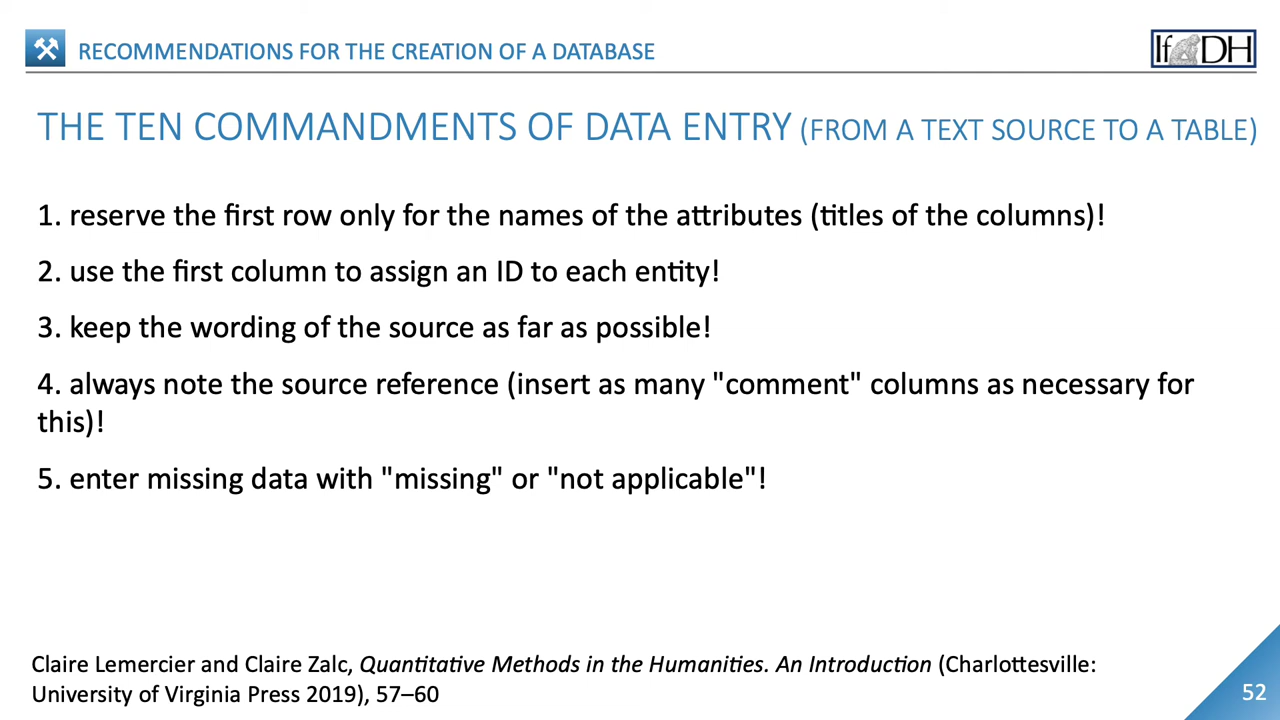 RECOMMENDATIONS FOR THE CREATION OF A DATABASE
IfDH
THE TEN COMMANDMENTS OF DATA ENTRY (FROM A TEXT SOURCE TO A TABLE)
1. reserve the first row only for the names of the attributes (titles of the columns)!
2. use the first column to assign an ID to each entity!
3. keep the wording of the source as far as possible!
4. always note the source reference (insert as many "comment" columns as necessary for
this)!
5. enter missing data with "missing" or "not applicable"!
Claire Lemercier and Claire Zalc, Quantitative Methods in the Humanities. An Introduction (Charlottesville:
University of Virginia Press 2019), 57–60
52